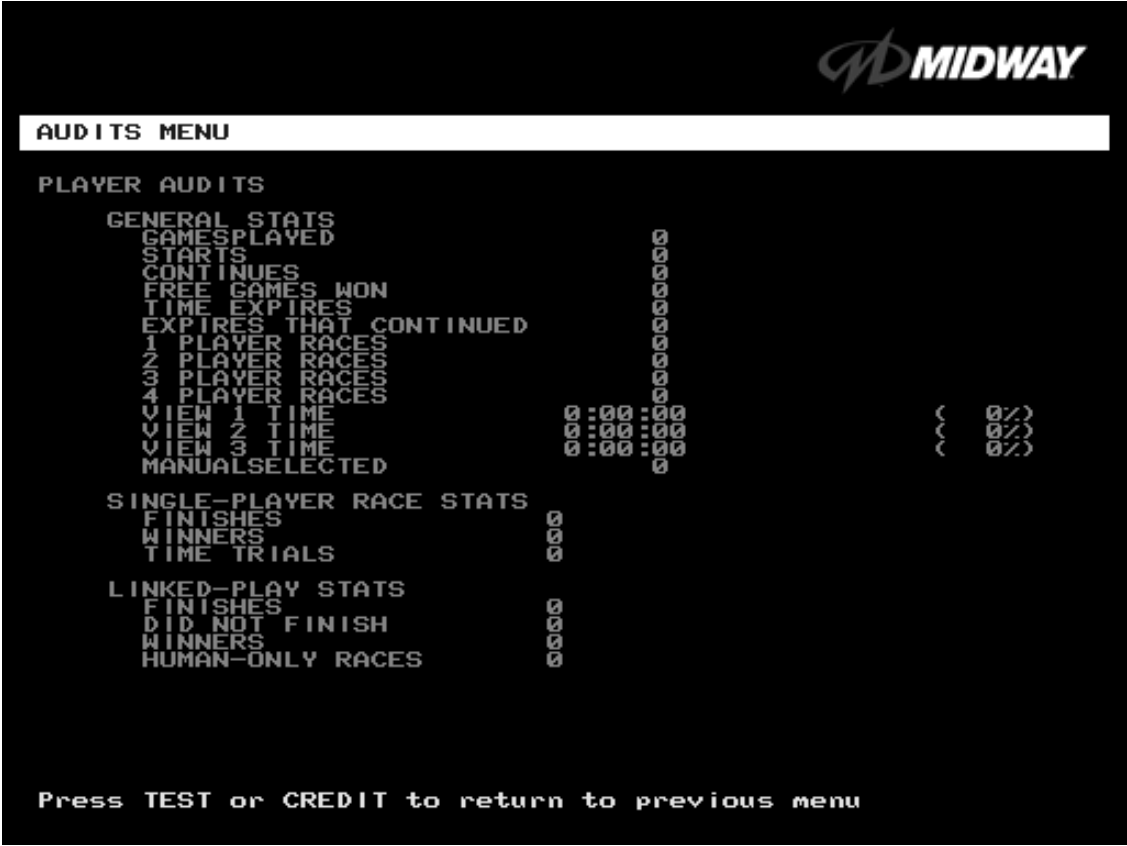 MIDWAY
AUDITS MENU
PLAYER AUDITS
GENERAL STATS
GAMESPLAYED 0
STARTS 0
CONTINUES 0
FREE GAMES WON 0
TIME EXPIRES 0
EXPIRES THAT CONTINUED 0
1 PLAYER RACES 0
2 PLAYER RACES 0
3 PLAYER RACES 0
4 PLAYER RACES 0
VIEW 1 TIME 0:00:00 ( 0%)
VIEW 2 TIME 0:00:00 ( 0%)
VIEW 3 TIME 0:00:00 ( 0%)
MANUALSELECTED 0
SINGLE-PLAYER RACE STATS
FINISHES 0
WINNERS 0
TIME TRIALS 0
LINKED-PLAY STATS
FINISHES 0
DID NOT FINISH 0
WINNERS 0
HUMAN-ONLY RACES 0
Press TEST or CREDIT to return to previous menu